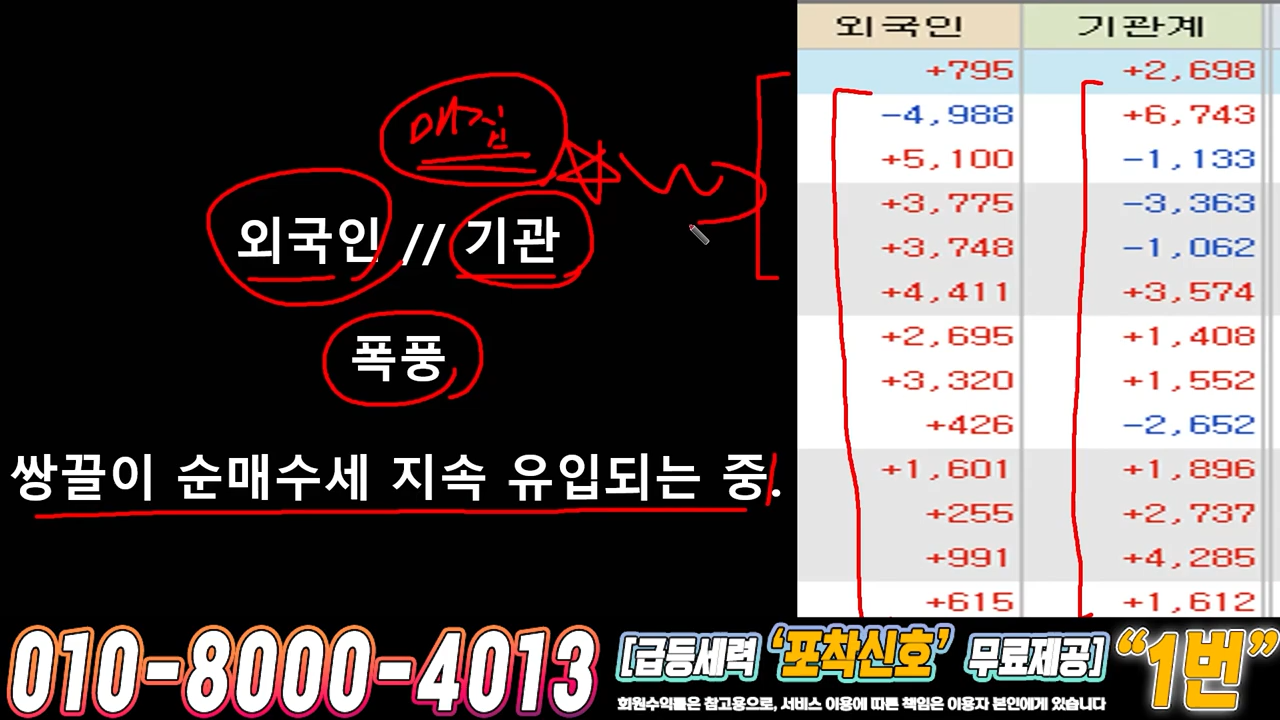 매집
외국인 // 기관
폭풍
쌍끌이 순매수세 지속 유입되는 중.
외국인 기관계
+795 +2,698
-4,988 +6,743
+5,100 -1,133
+3,775 -3,363
+3,748 -1,062
+4,411 +3,574
+2,695 +1,408
+3,320 +1,552
+426 -2,652
+1,601 +1,896
+255 +2,737
+991 +4,285
+615 +1,612
010-8000-4013 [급등세력 '포착신호' 무료제공] "1번"
회원수익률은 참고용으로, 서비스 이용에 따른 책임은 이용자 본인에게 있습니다